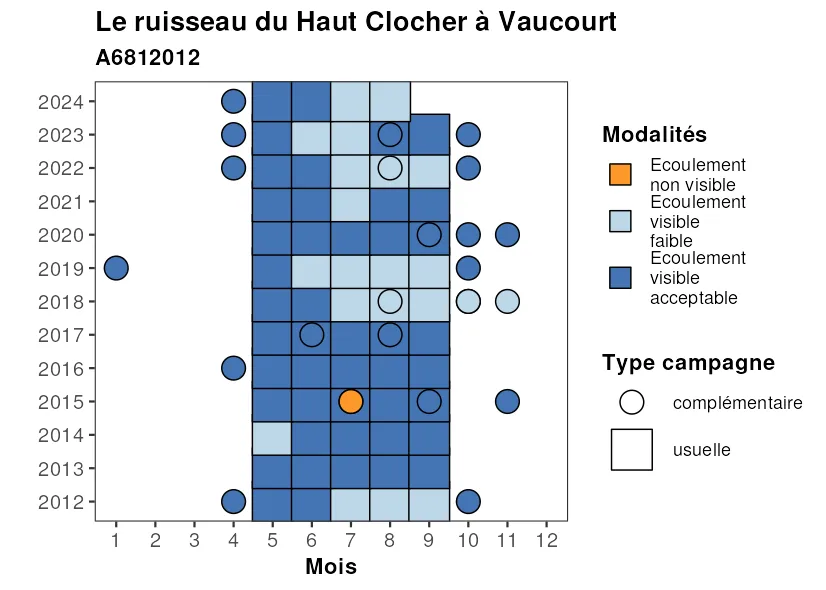 Le ruisseau du Haut Clocher à Vaucourt
A6812012
2024
2023
2022
2021
2020
2019
2018
2017
2016
2015
2014
2013
2012
1 2 3 4 5 6 7 8 9 10 11 12
Mois
Modalités
Ecoulement
non visible
Ecoulement
visible
faible
Ecoulement
visible
acceptable
Type campagne
complémentaire
usuelle